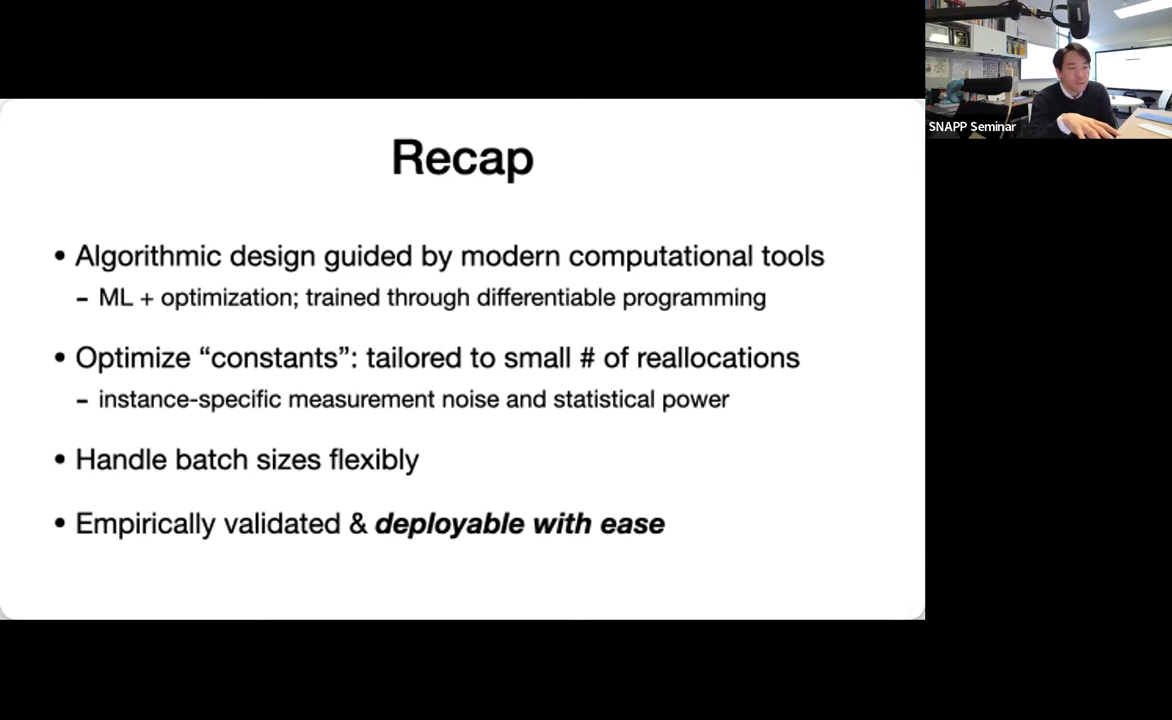 SNAPP Seminar
Recap
• Algorithmic design guided by modern computational tools
– ML + optimization; trained through differentiable programming
• Optimize “constants”: tailored to small # of reallocations
– instance-specific measurement noise and statistical power
• Handle batch sizes flexibly
• Empirically validated & deployable with ease